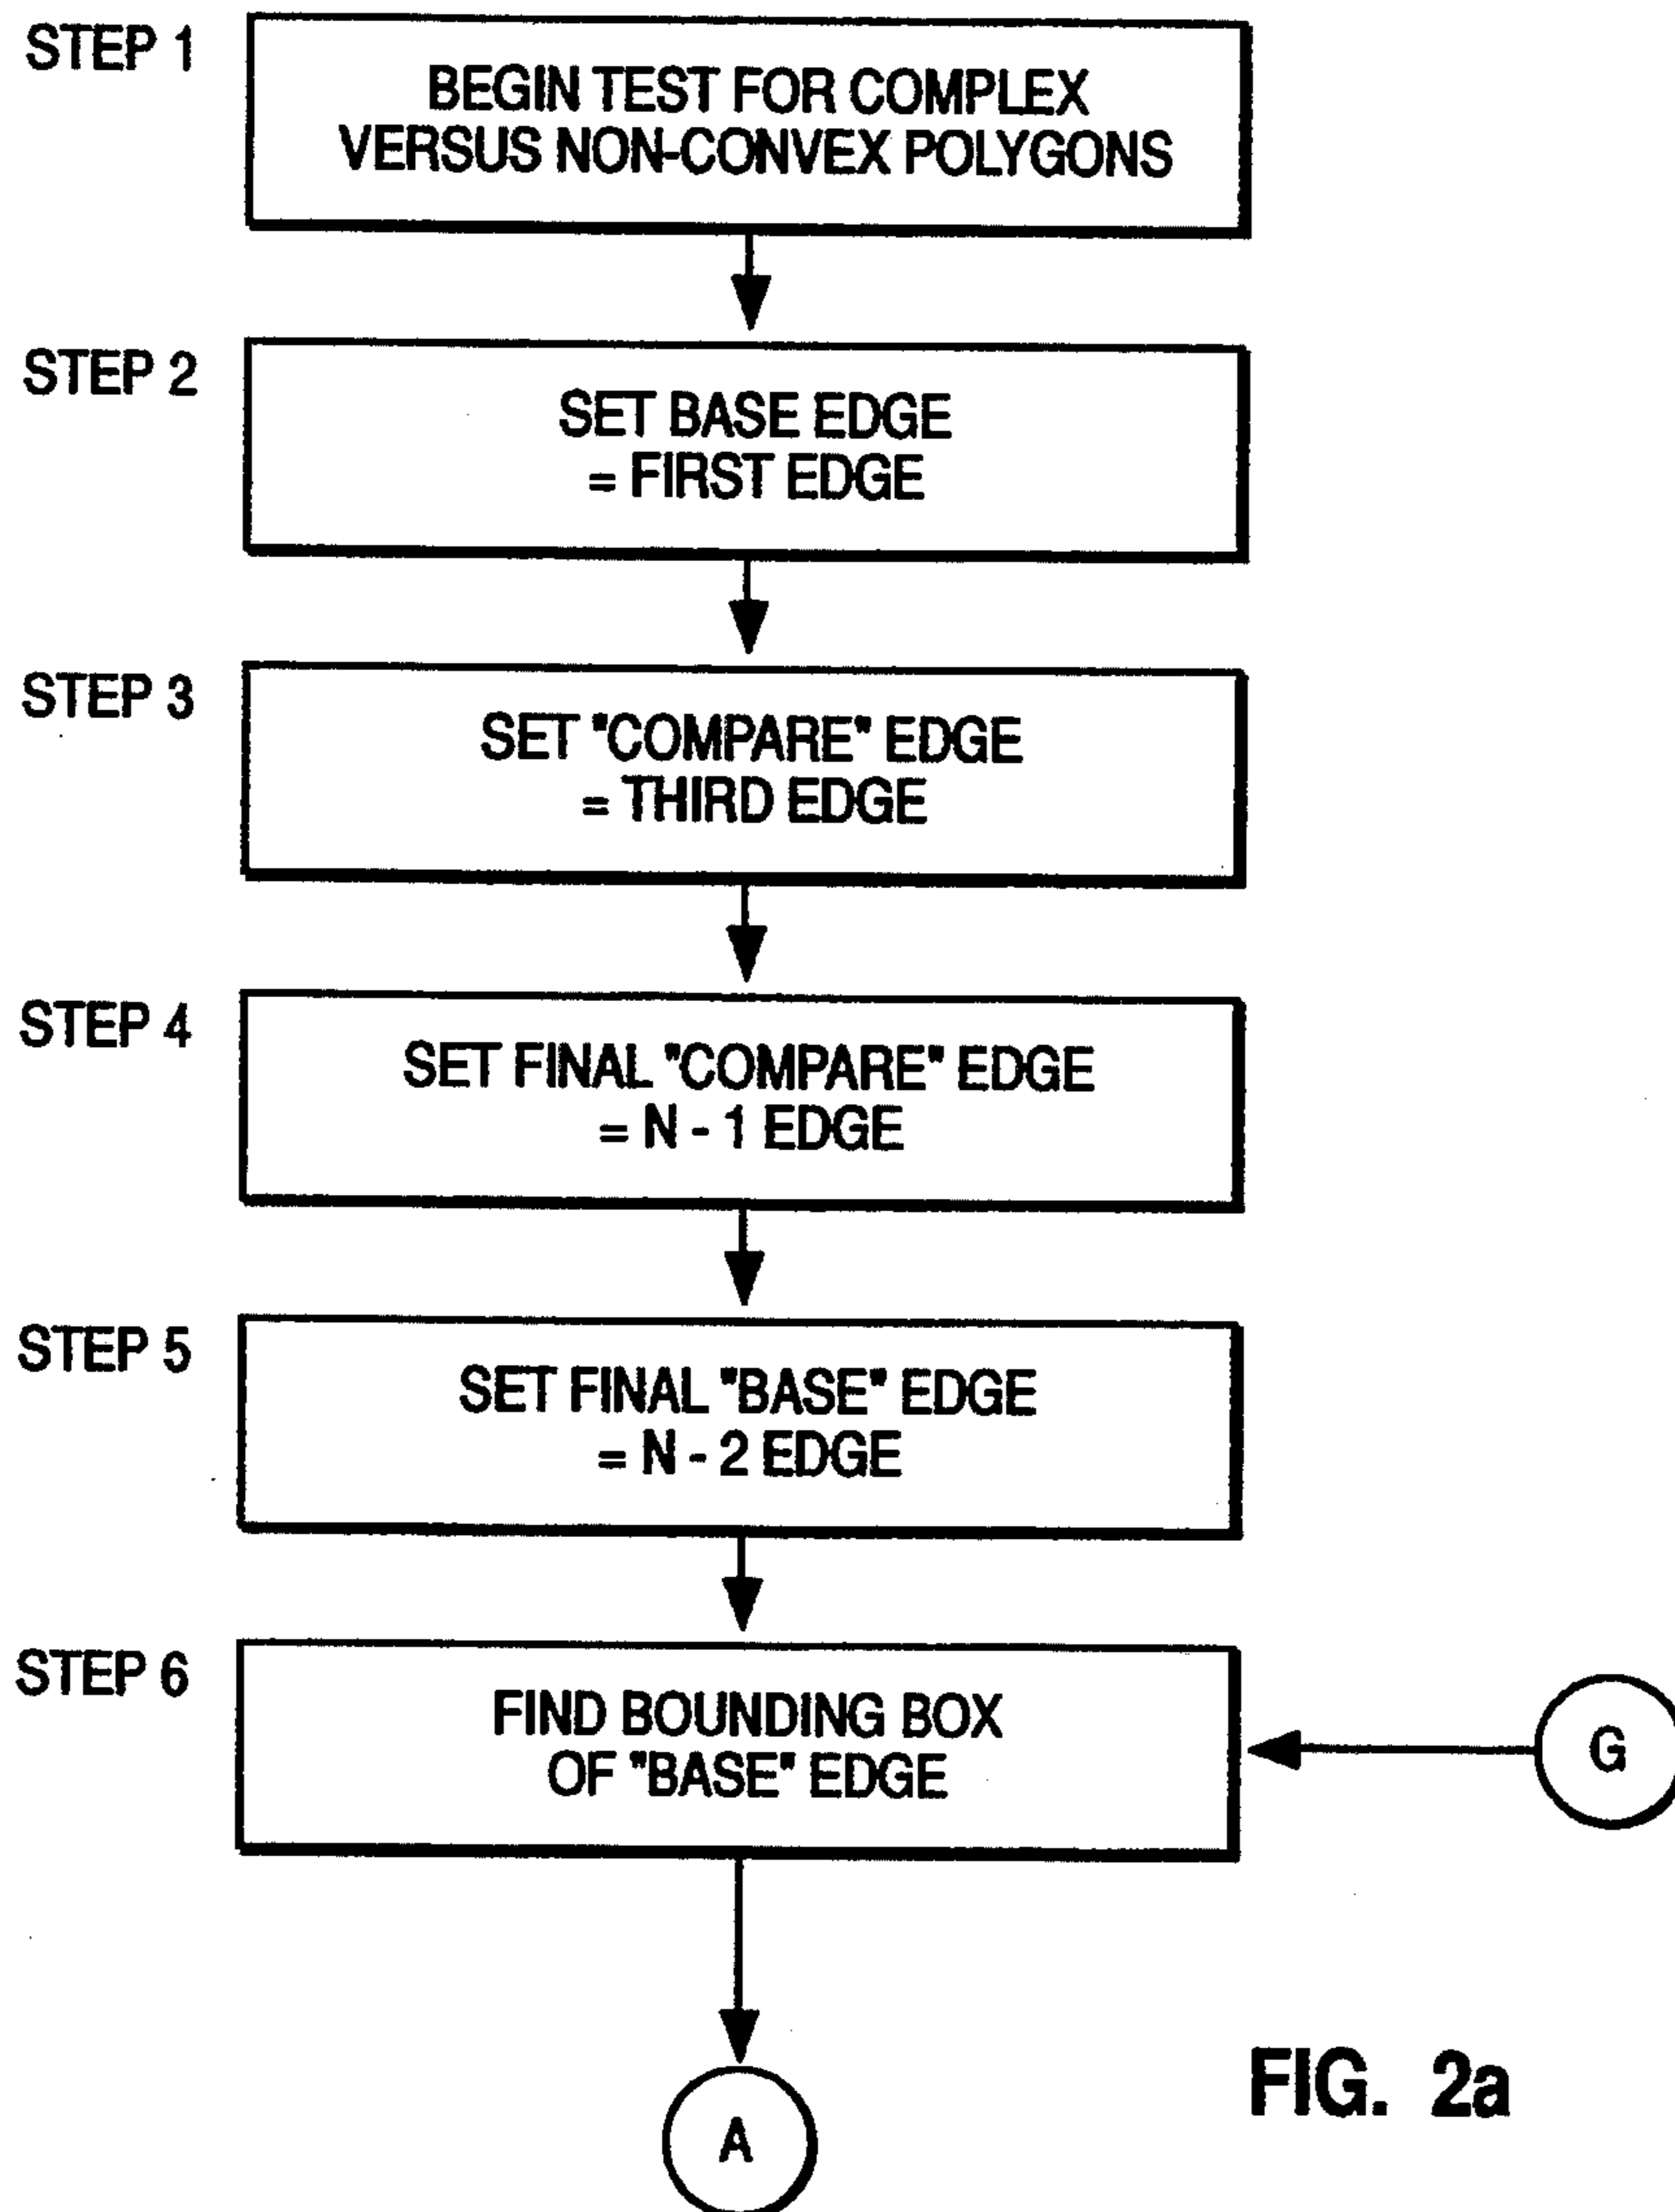 STEP 1
BEGIN TEST FOR COMPLEX
VERSUS NON-CONVEX POLYGONS
STEP 2
SET BASE EDGE
= FIRST EDGE
STEP 3
SET "COMPARE" EDGE
= THIRD EDGE
STEP 4
SET FINAL "COMPARE" EDGE
= N - 1 EDGE
STEP 5
SET FINAL "BASE" EDGE
= N - 2 EDGE
STEP 6
FIND BOUNDING BOX
OF "BASE" EDGE
G
A
FIG. 2a